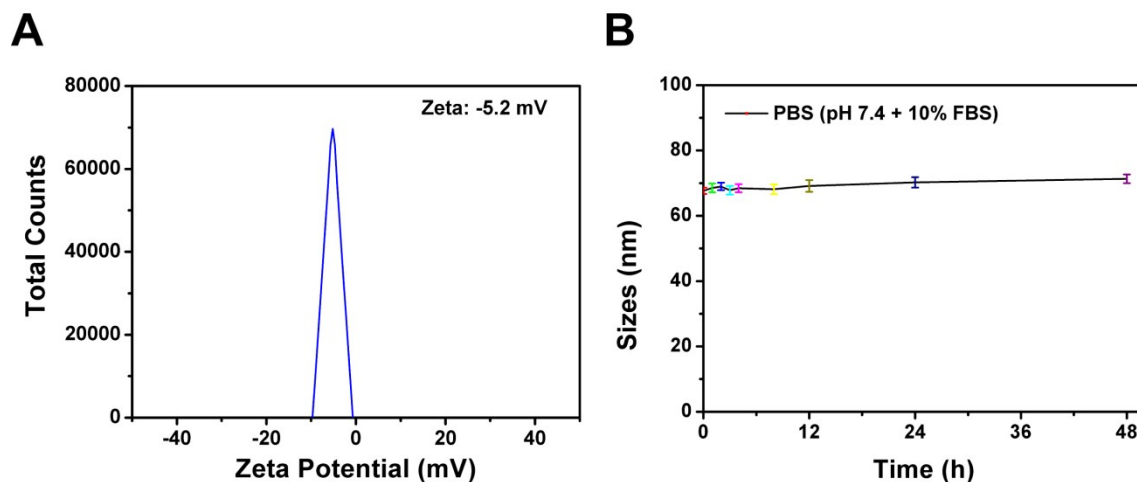 A
Zeta: -5.2 mV
Total Counts
80000
60000
40000
20000
0
-40 -20 0 20 40
Zeta Potential (mV)
B
PBS (pH 7.4 + 10% FBS)
Sizes (nm)
100
80
60
40
20
0
0 12 24 36 48
Time (h)